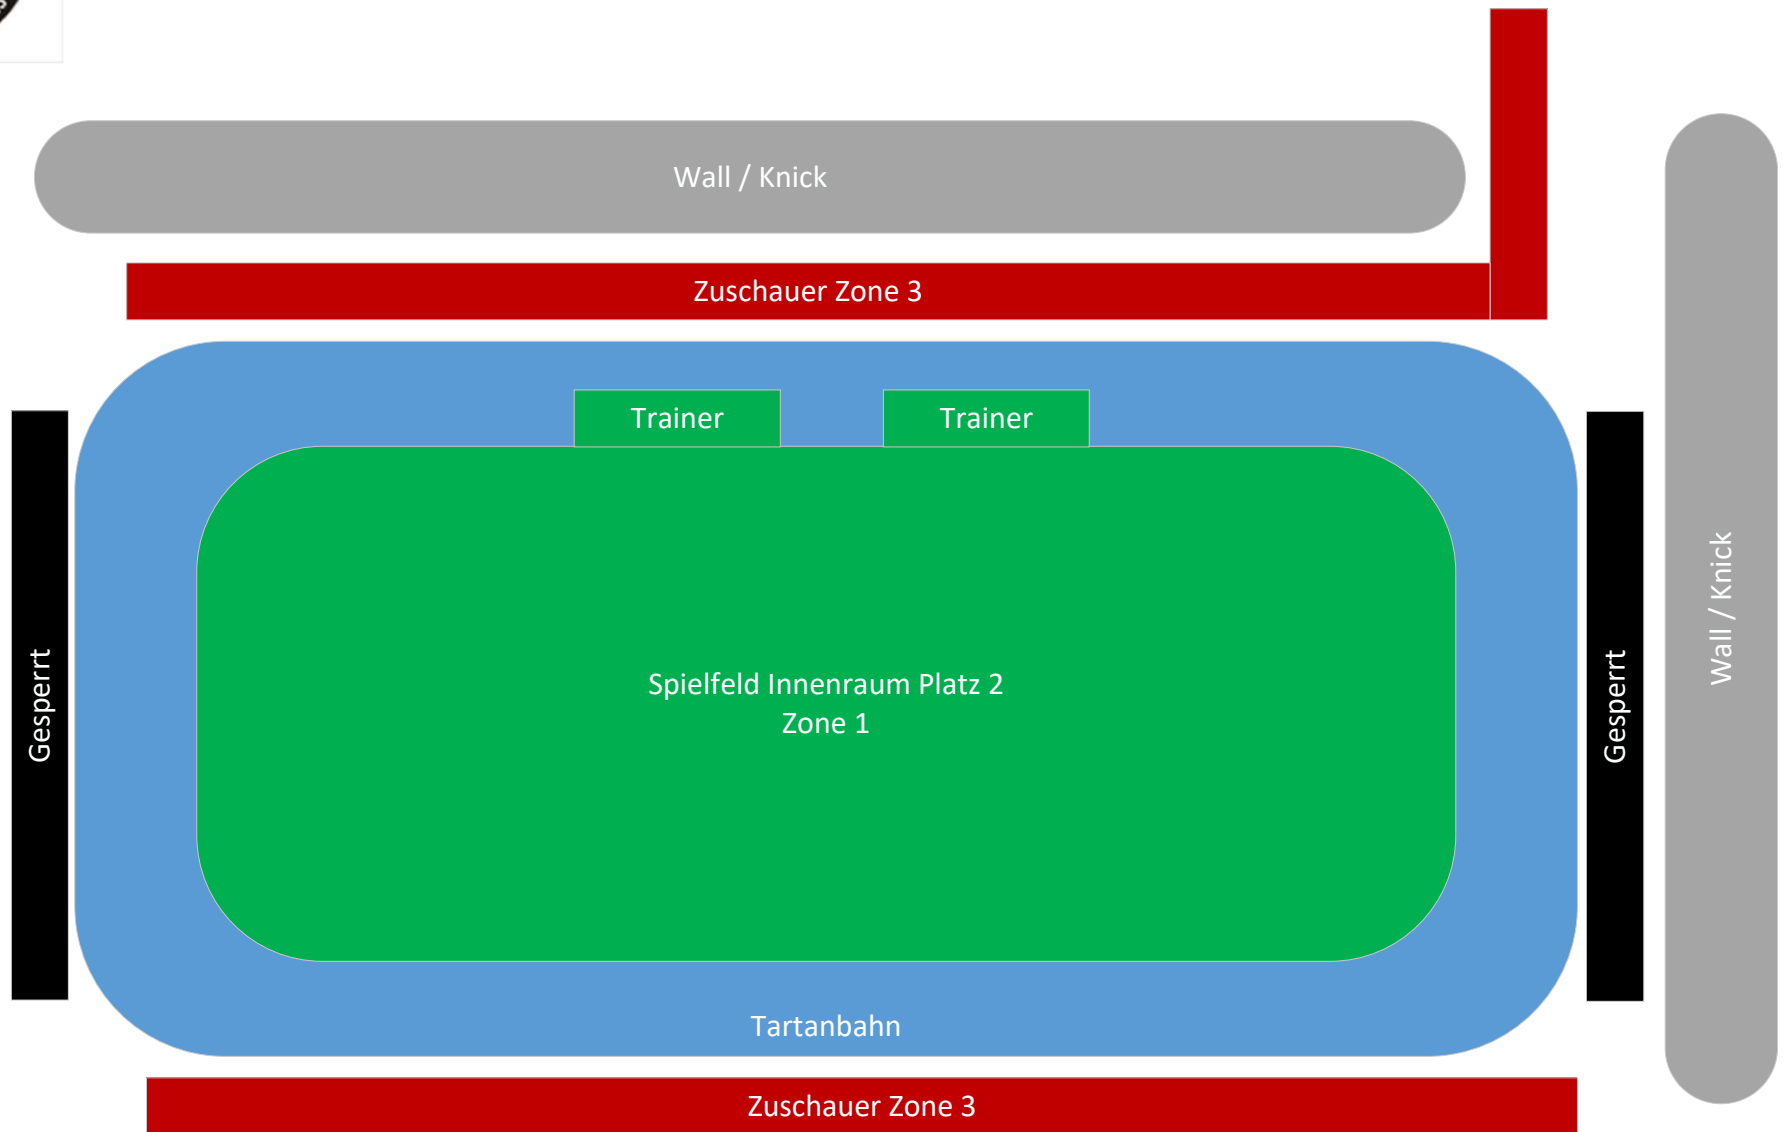 Wall / Knick
Zuschauer Zone 3
Trainer
Trainer
Gesperrt
Spielfeld Innenraum Platz 2
Zone 1
Gesperrt
Wall / Knick
Tartanbahn
Zuschauer Zone 3